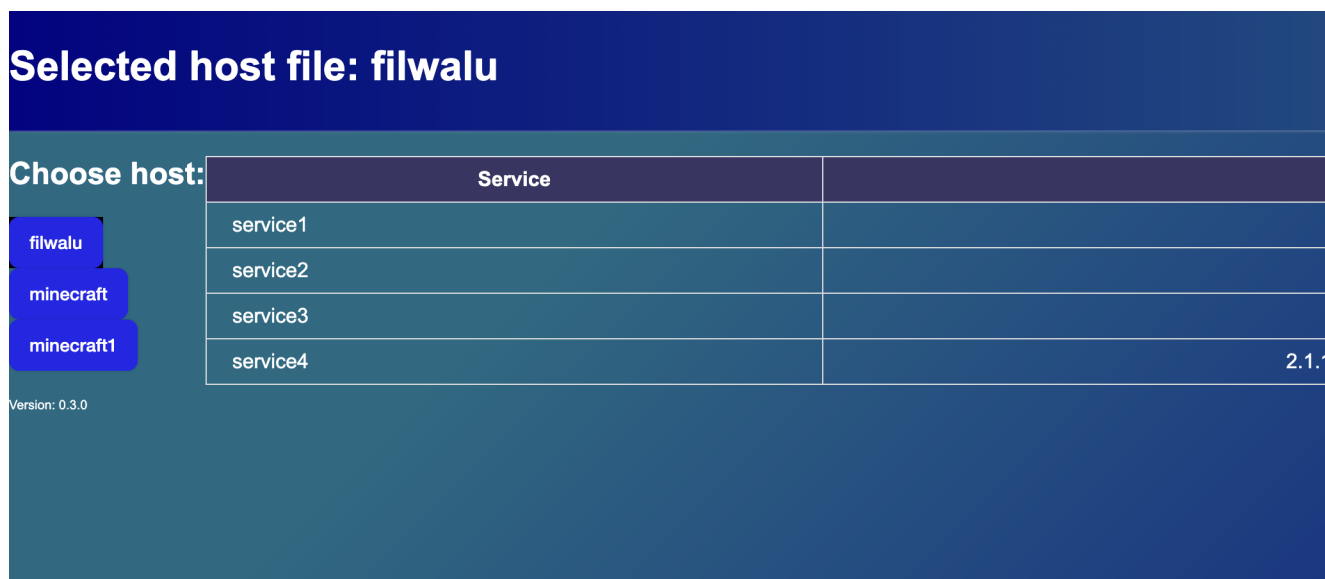 Selected host file: filwalu
Choose host:
filwalu
minecraft
minecraft1
Version: 0.3.0
Service
service1
service2
service3
service4